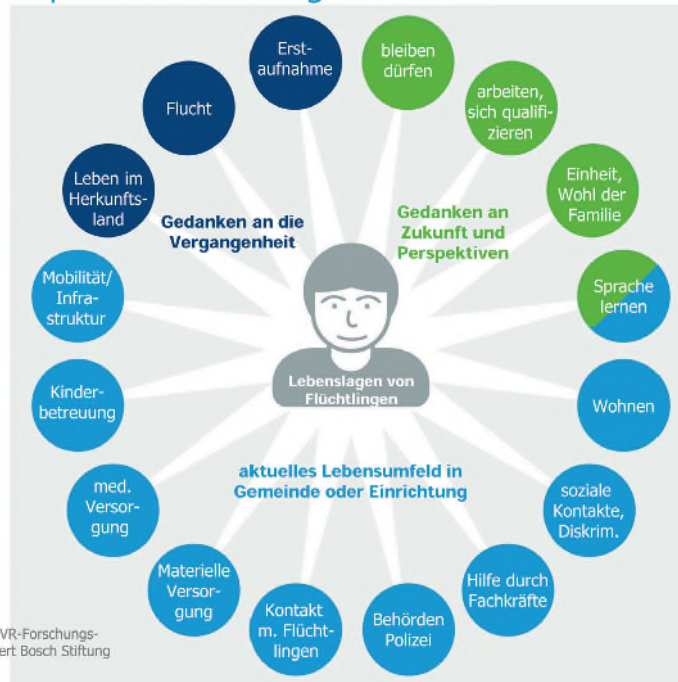 Erst-
aufnahme
bleiben
dürfen
Flucht
arbeiten,
sich qualifi-
zieren
Leben im
Herkunfts-
land
Gedanken an die
Vergangenheit
Gedanken an
Zukunft und
Perspektiven
Einheit,
Wohl der
Familie
Mobilität/
Infra-
struktur
Sprache
lernen
Kinder-
betreuung
Lebenslagen von
Flüchtlingen
Wohnen
aktuelles Lebensumfeld in
Gemeinde oder Einrichtung
med.
Versor-
gung
soziale
Kontakte,
Diskrim.
Materielle
Versor-
gung
Hilfe durch
Fachkräfte
Kontakt
m. Flücht-
lingen
Behörden
Polizei
VR-Forschungs-
ert Bosch Stiftung